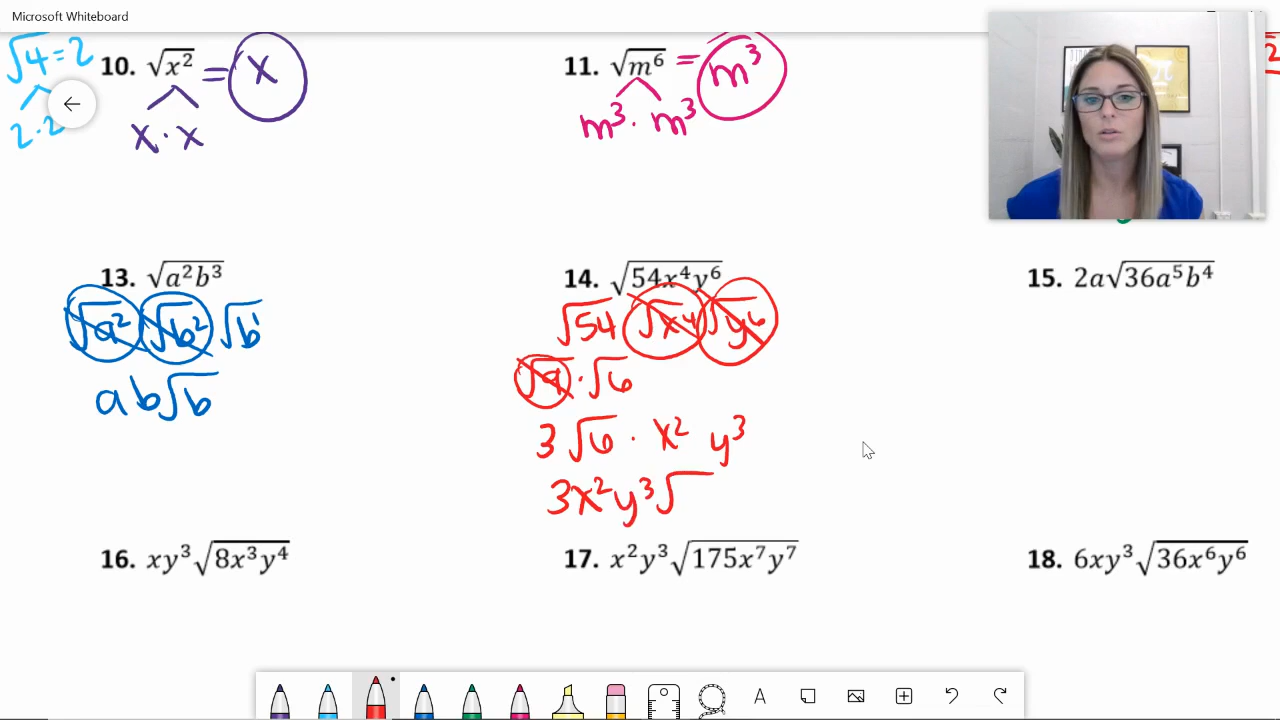 Microsoft Whiteboard
√4 = 2
2 · 2
10. √x² = x
x · x
11. √m⁶ = m³
m³ · m³
13. √a²b³
√a² √b² √b¹
ab√b
14. √54x⁴y⁶
√54 √x⁴ √y⁶
√9 · √6
3√6 · x² y³
3x²y³√
15. 2a√36a⁵b⁴
16. xy³√8x³y⁴
17. x²y³√175x⁷y⁷
18. 6xy³√36x⁶y⁶